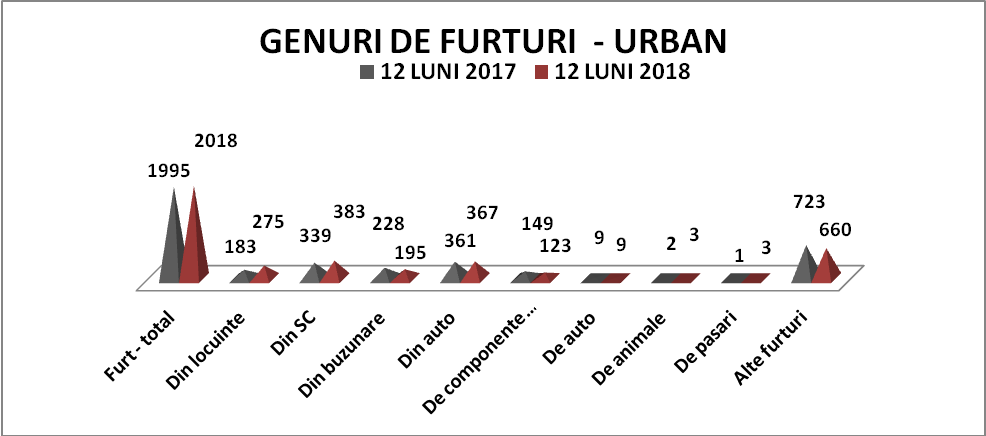 GENURI DE FURTURI - URBAN
12 LUNI 2017 12 LUNI 2018
1995 2018
183 275
339 383
228 195
361 367
149 123
9 9
2 3
1 3
723 660
Furt - total
Din locuinte
Din SC
Din buzunare
Din auto
De componente...
De auto
De animale
De pasari
Alte furturi